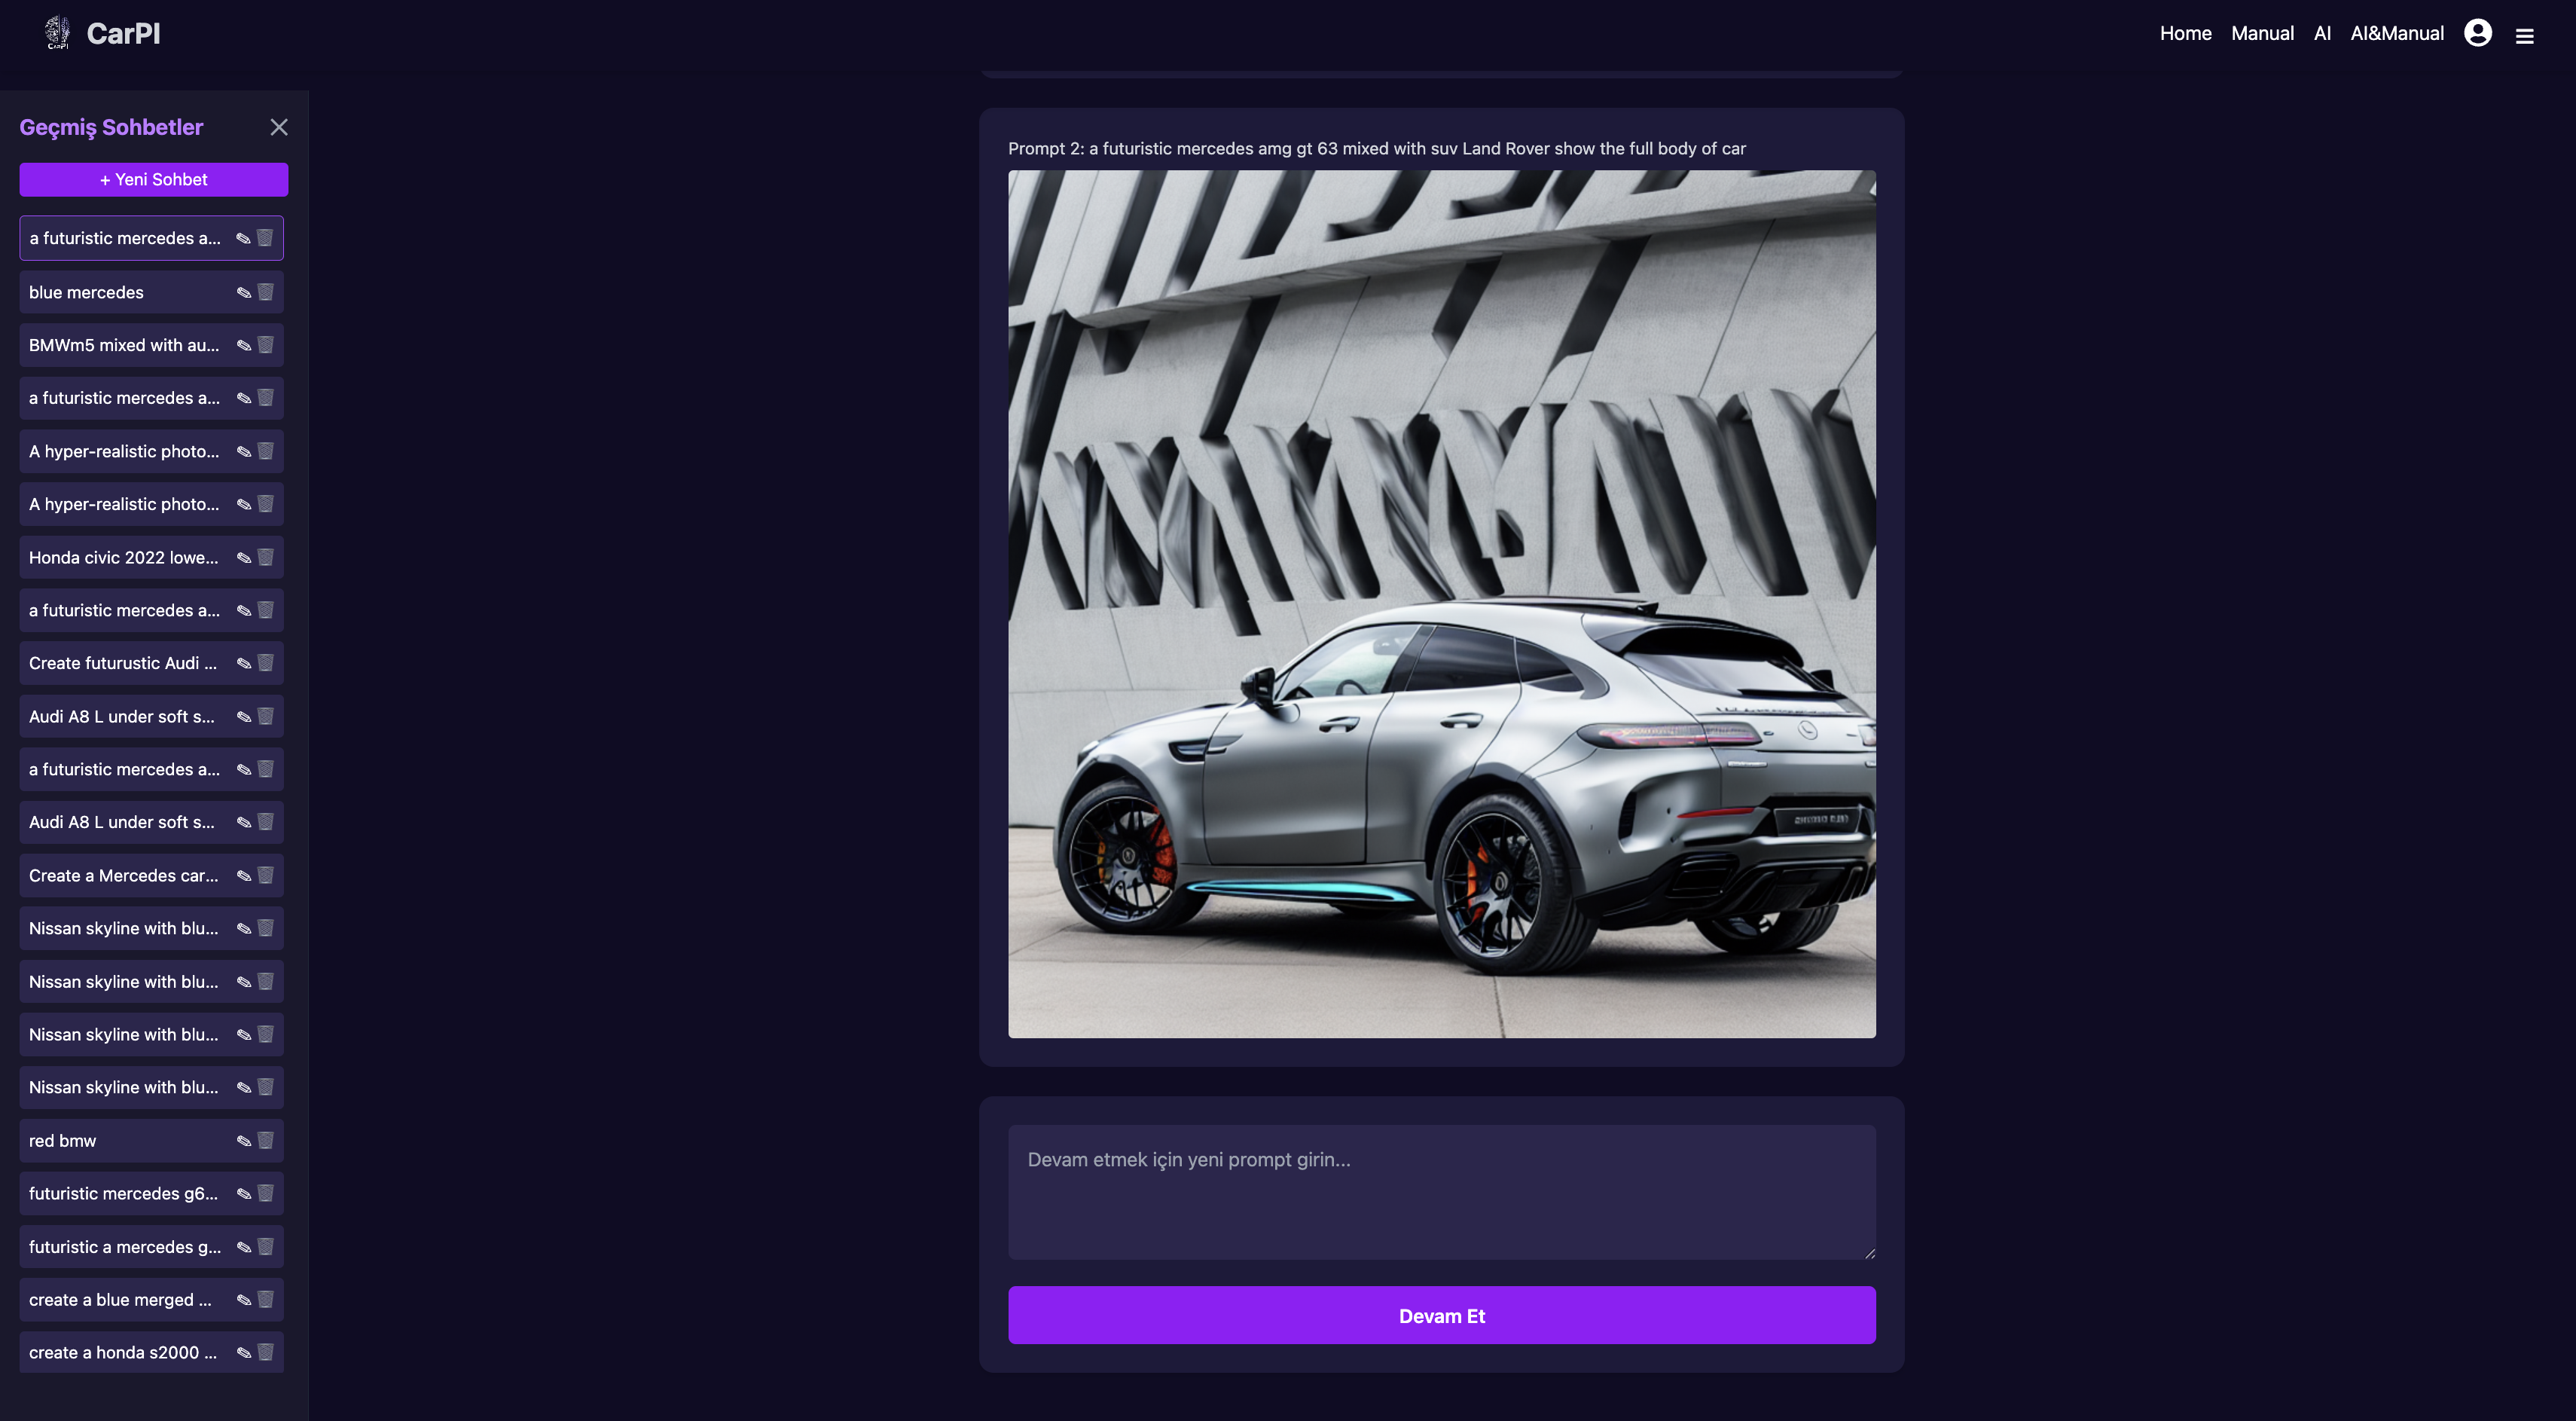 CarPI
CarPI
Home Manual AI AI&Manual
Geçmiş Sohbetler
+ Yeni Sohbet
a futuristic mercedes a...
blue mercedes
BMWm5 mixed with au...
a futuristic mercedes a...
A hyper-realistic photo...
A hyper-realistic photo...
Honda civic 2022 lowe...
a futuristic mercedes a...
Create futurustic Audi ...
Audi A8 L under soft s...
a futuristic mercedes a...
Audi A8 L under soft s...
Create a Mercedes car...
Nissan skyline with blu...
Nissan skyline with blu...
Nissan skyline with blu...
Nissan skyline with blu...
red bmw
futuristic mercedes g6...
futuristic a mercedes g...
create a blue merged ...
create a honda s2000 ...
Prompt 2: a futuristic mercedes amg gt 63 mixed with suv Land Rover show the full body of car
Devam etmek için yeni prompt girin...
Devam Et